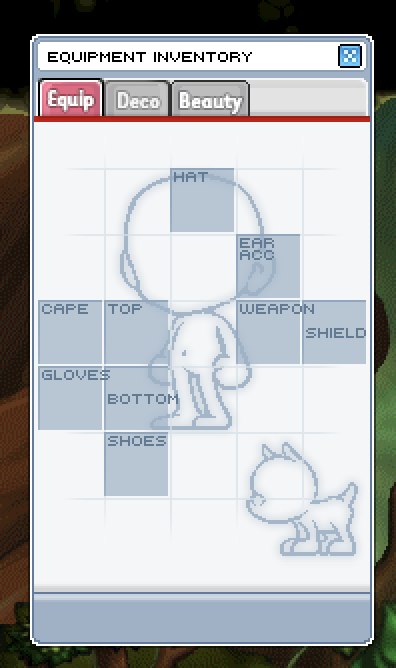 EQUIPMENT INVENTORY
Equip Deco Beauty
HAT
EAR
ACC
CAPE TOP WEAPON
SHIELD
GLOVES
BOTTOM
SHOES